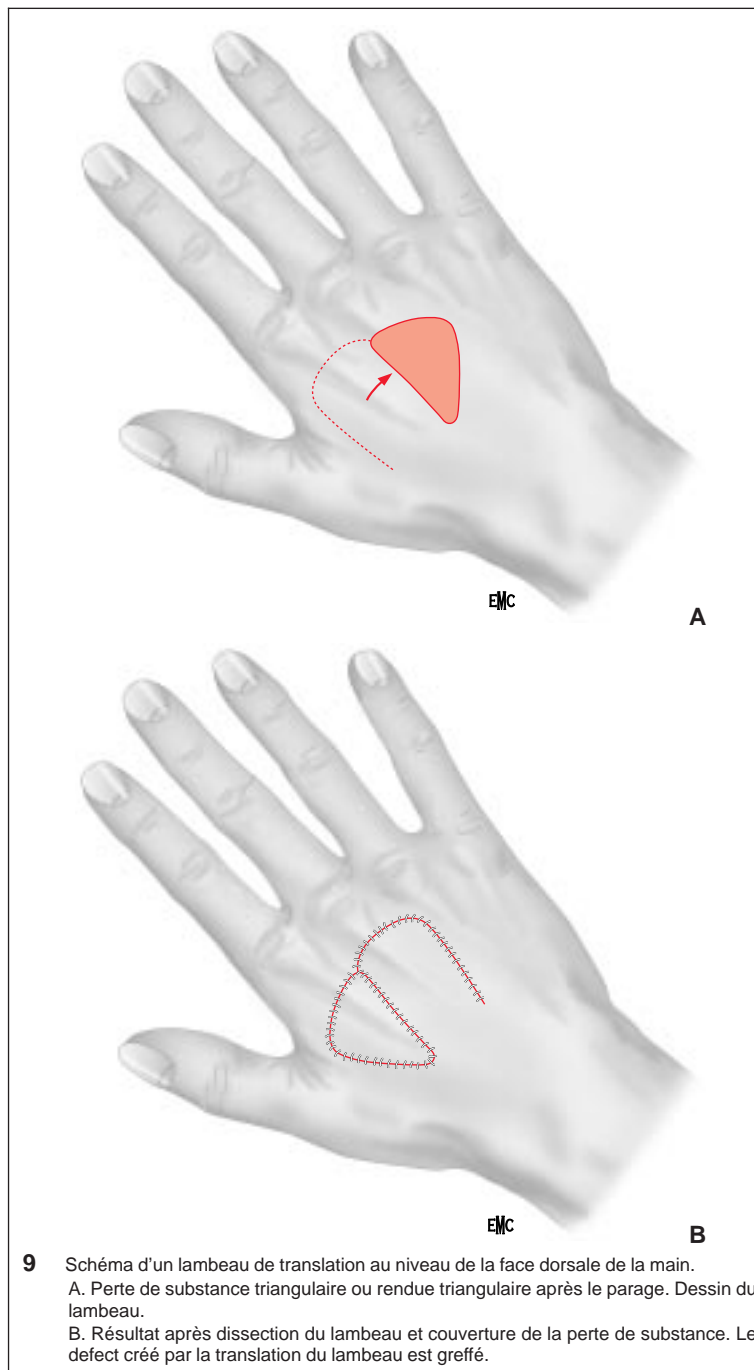 EMC
A
EMC
B
9 Schéma d'un lambeau de translation au niveau de la face dorsale de la main.
A. Perte de substance triangulaire ou rendue triangulaire après le parage. Dessin du
lambeau.
B. Résultat après dissection du lambeau et couverture de la perte de substance. Le
defect créé par la translation du lambeau est greffé.